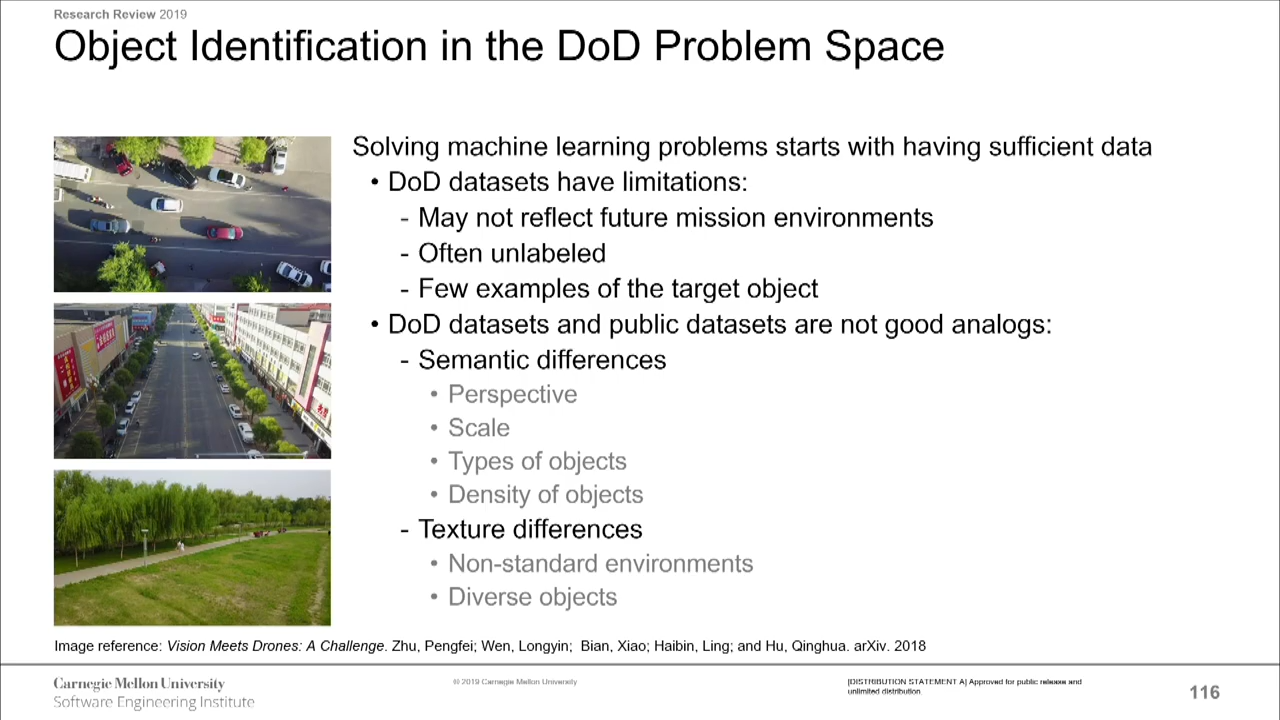 Research Review 2019
Object Identification in the DoD Problem Space
Solving machine learning problems starts with having sufficient data
• DoD datasets have limitations:
- May not reflect future mission environments
- Often unlabeled
- Few examples of the target object
• DoD datasets and public datasets are not good analogs:
- Semantic differences
• Perspective
• Scale
• Types of objects
• Density of objects
- Texture differences
• Non-standard environments
• Diverse objects
Image reference: Vision Meets Drones: A Challenge. Zhu, Pengfei; Wen, Longyin; Bian, Xiao; Haibin, Ling; and Hu, Qinghua. arXiv. 2018
Carnegie Mellon University
Software Engineering Institute
© 2019 Carnegie Mellon University
[DISTRIBUTION STATEMENT A] Approved for public release and
unlimited distribution.
116